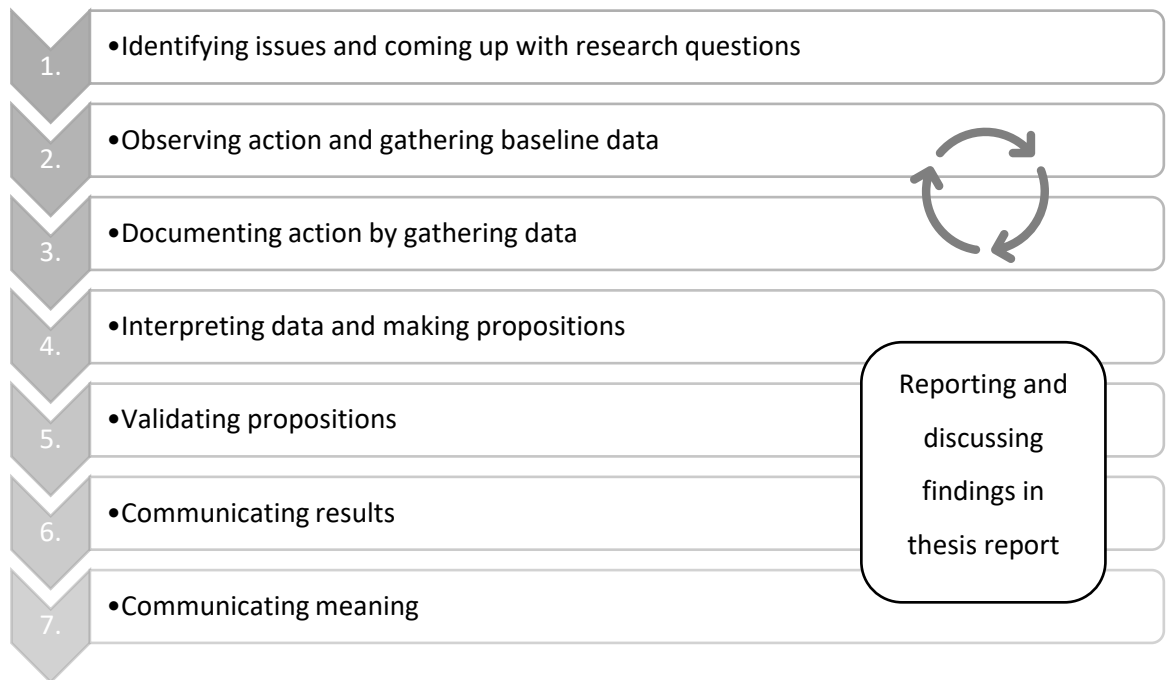 1.
•Identifying issues and coming up with research questions
2.
•Observing action and gathering baseline data
3.
•Documenting action by gathering data
4.
•Interpreting data and making propositions
5.
•Validating propositions
6.
•Communicating results
7.
•Communicating meaning
Reporting and
discussing
findings in
thesis report